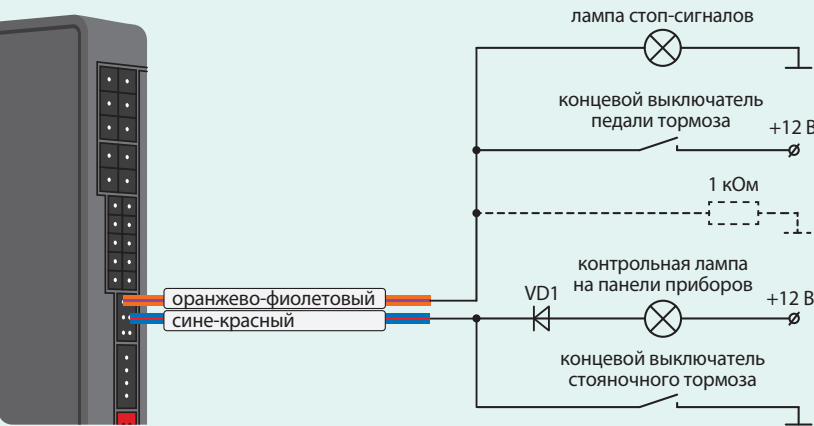 лампа стоп-сигналов
концевой выключатель
педали тормоза
+12 В
1 кОм
контрольная лампа
на панели приборов
+12 В
VD1
оранжево-фиолетовый
сине-красный
концевой выключатель
стояночного тормоза